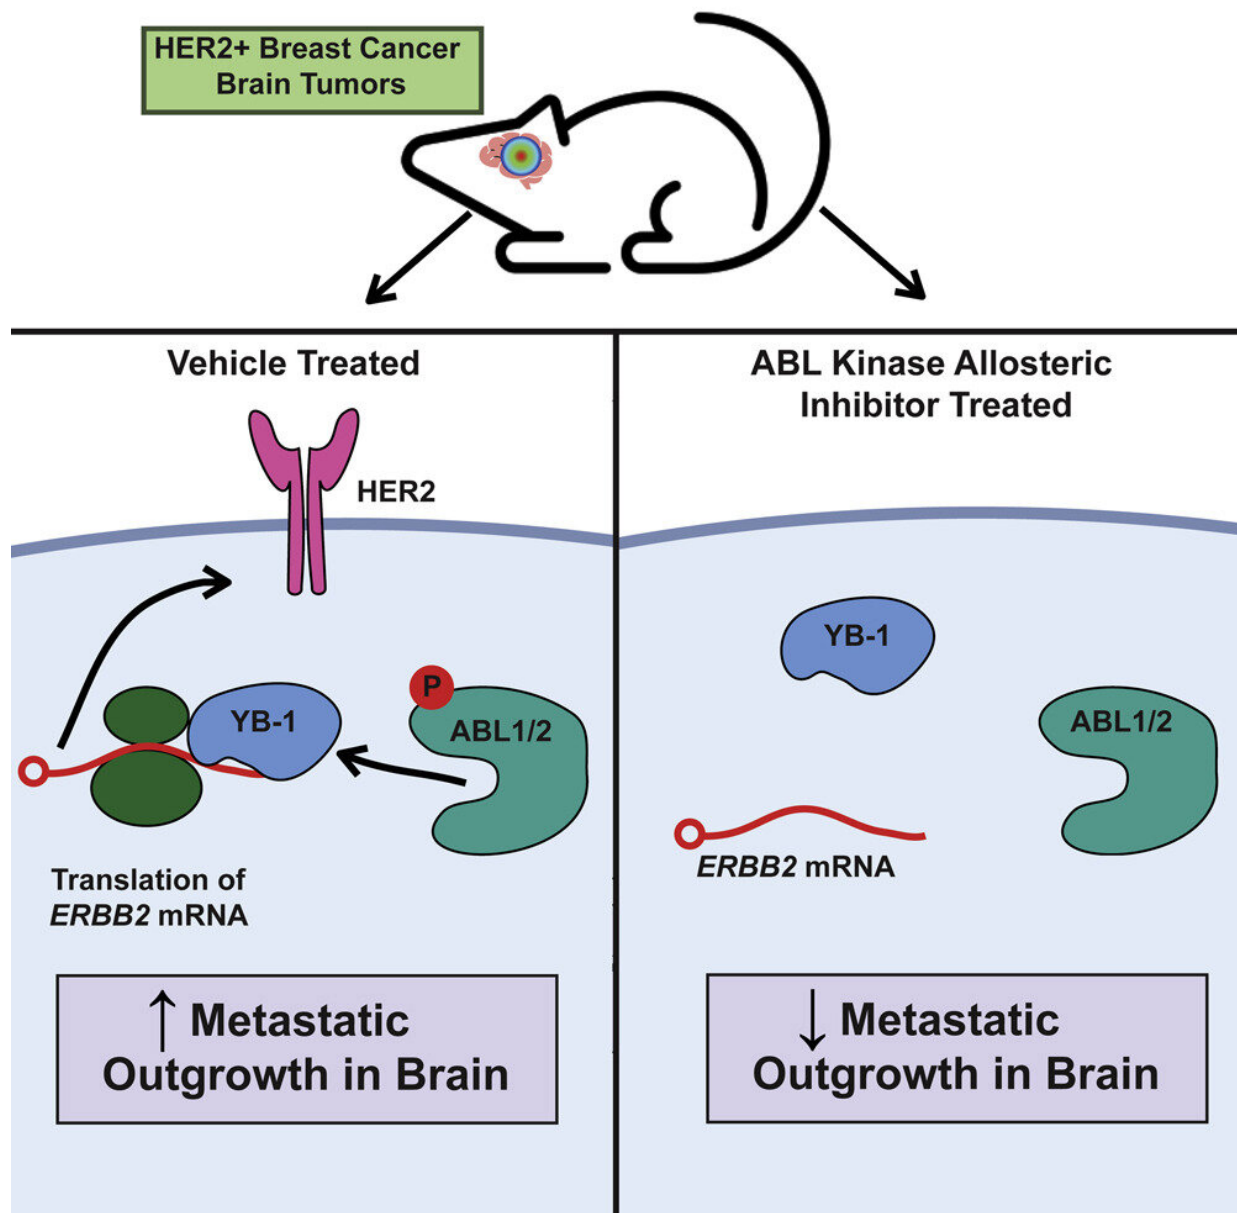 HER2+ Breast Cancer
Brain Tumors
Vehicle Treated
HER2
YB-1
P
ABL1/2
Translation of
ERBB2 mRNA
↑ Metastatic
Outgrowth in Brain
ABL Kinase Allosteric
Inhibitor Treated
YB-1
ABL1/2
ERBB2 mRNA
↓ Metastatic
Outgrowth in Brain